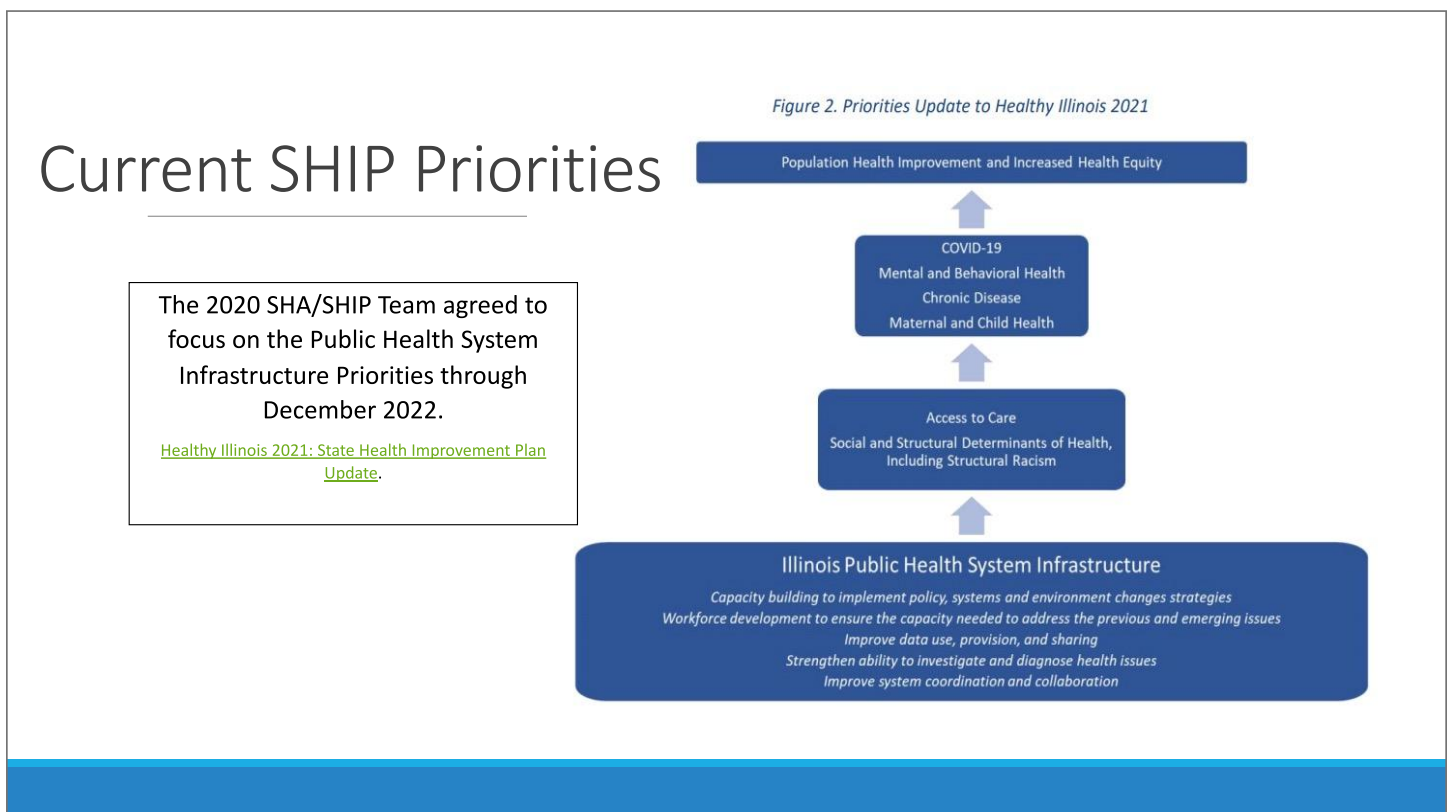 Current SHIP Priorities
The 2020 SHA/SHIP Team agreed to
focus on the Public Health System
Infrastructure Priorities through
December 2022.
Healthy Illinois 2021: State Health Improvement Plan
Update.
Figure 2. Priorities Update to Healthy Illinois 2021
Population Health Improvement and Increased Health Equity
COVID-19
Mental and Behavioral Health
Chronic Disease
Maternal and Child Health
Access to Care
Social and Structural Determinants of Health,
Including Structural Racism
Illinois Public Health System Infrastructure
Capacity building to implement policy, systems and environment changes strategies
Workforce development to ensure the capacity needed to address the previous and emerging issues
Improve data use, provision, and sharing
Strengthen ability to investigate and diagnose health issues
Improve system coordination and collaboration